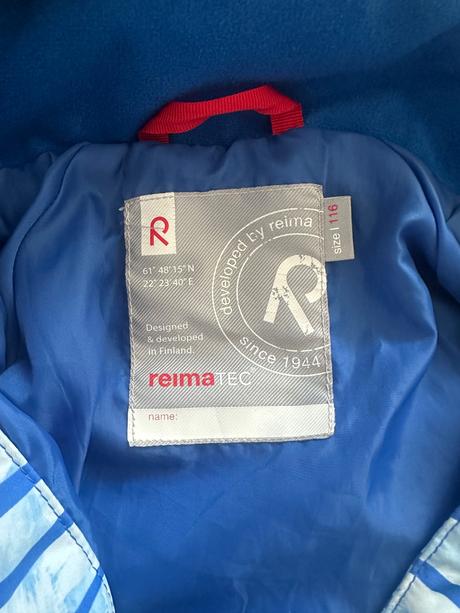 developed by reima
since 1944
size | 116
61° 48'15"N
22° 23'40"E
Designed
& developed
in Finland.
reimaTEC®
name: